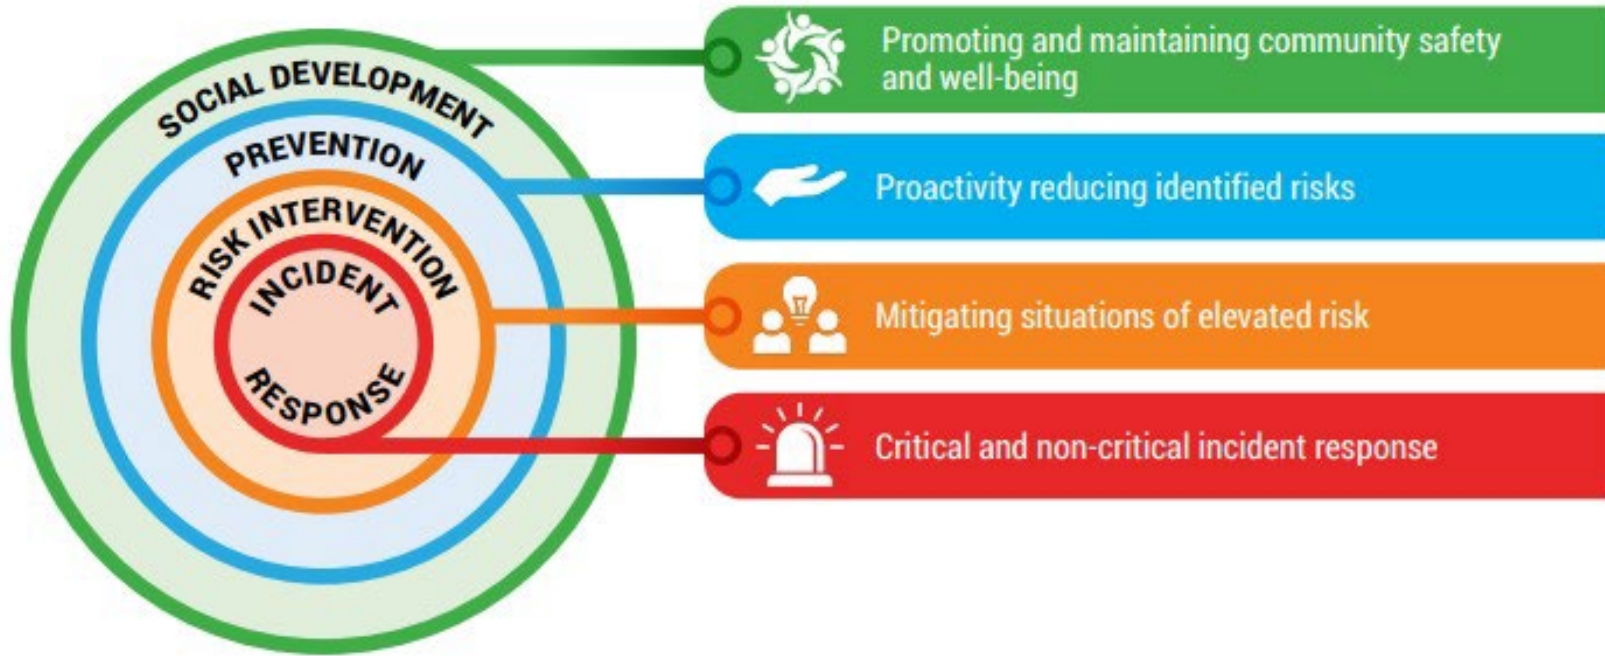 SOCIAL DEVELOPMENT
PREVENTION
RISK INTERVENTION
INCIDENT
RESPONSE
Promoting and maintaining community safety
and well-being
Proactivity reducing identified risks
Mitigating situations of elevated risk
Critical and non-critical incident response